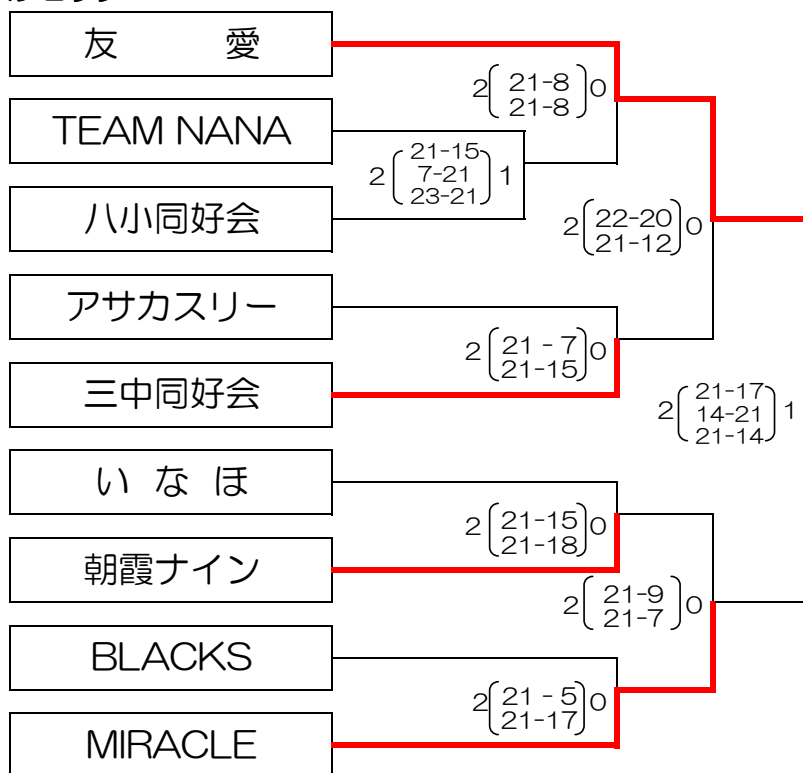 友　愛
2 21-8 0
21-8
TEAM NANA
21-15
2 7-21 1
23-21
八小同好会
2 22-20 0
21-12
アサカスリー
2 21 - 7 0
21-15
三中同好会
21-17
2 14-21 1
21-14
い な ほ
2 21-15 0
21-18
朝霞ナイン
2 21-9 0
21-7
BLACKS
2 21 - 5 0
21-17
MIRACLE